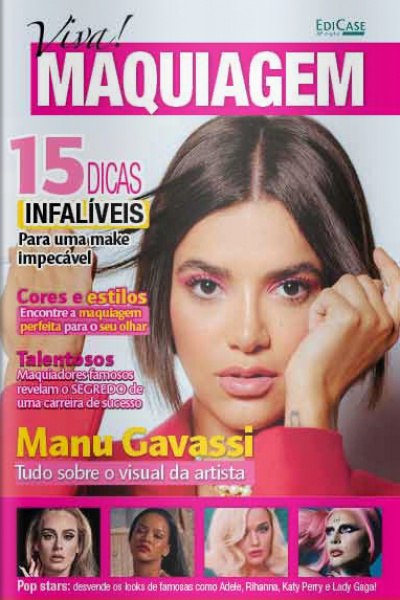 Viva!
EDICASE
MAQUIAGEM
15 DICAS
INFALÍVEIS
Para uma make
impecável
Cores e estilos
Encontre a maquiagem
perfeita para o seu olhar
Talentosos
Maquiadores famosos
revelam o SEGREDO de
uma carreira de sucesso
Manu Gavassi
Tudo sobre o visual da artista
Pop stars: desvende os looks de famosas como Adele, Rihanna, Katy Perry e Lady Gaga!